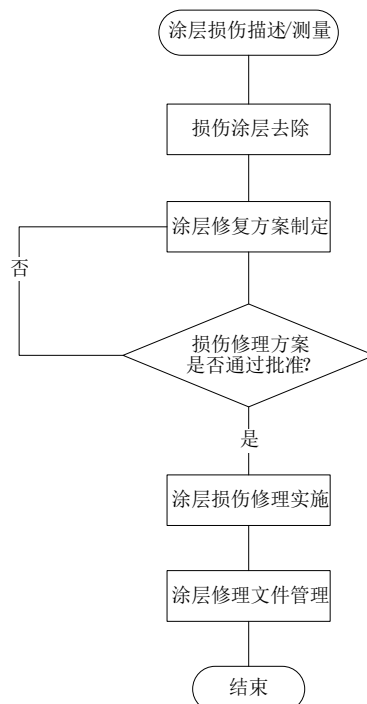 涂层损伤描述/测量
损伤涂层去除
涂层修复方案制定
否
损伤修理方案
是否通过批准?
是
涂层损伤修理实施
涂层修理文件管理
结束